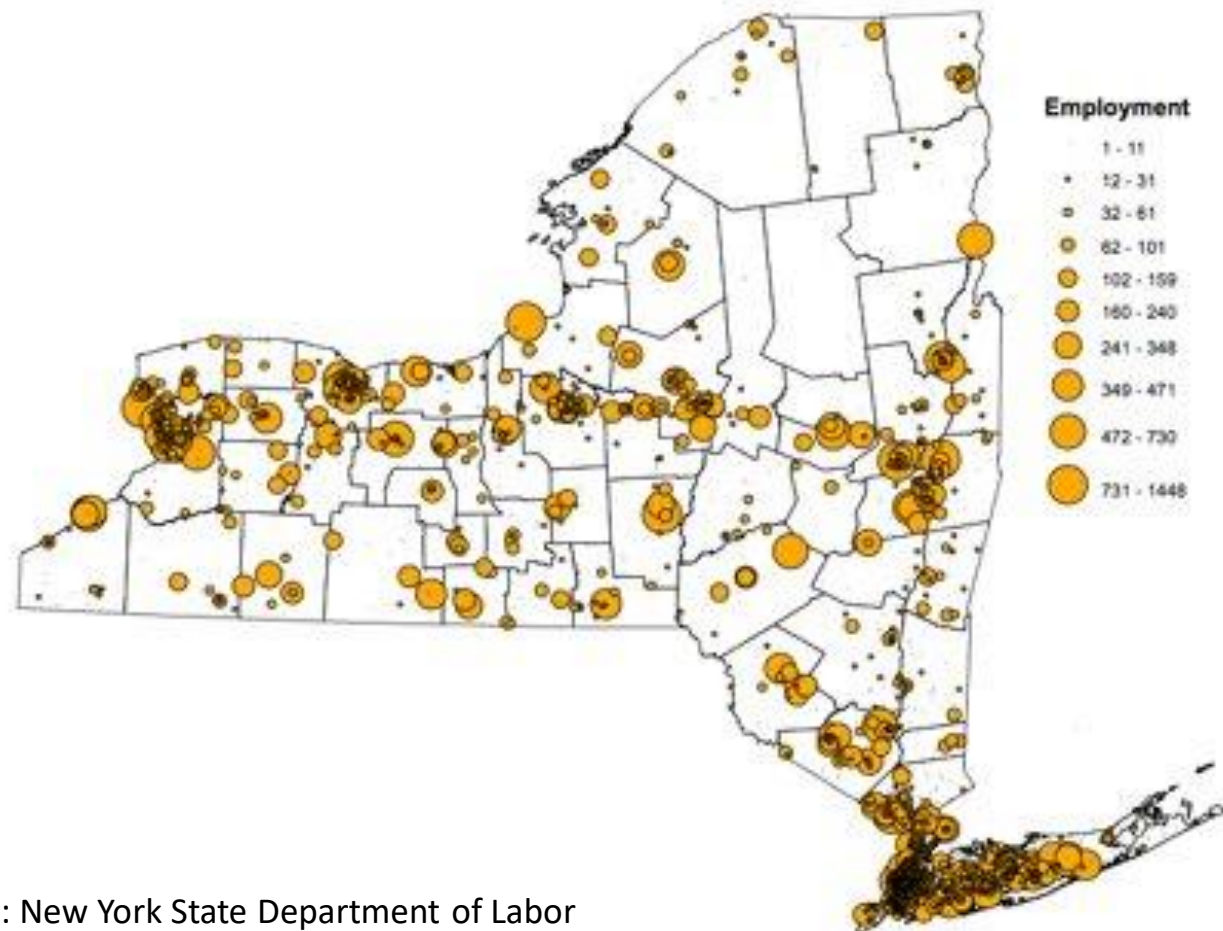 Employment
1 - 11
12 - 31
32 - 61
62 - 101
102 - 159
160 - 240
241 - 348
349 - 471
472 - 730
731 - 1448
: New York State Department of Labor